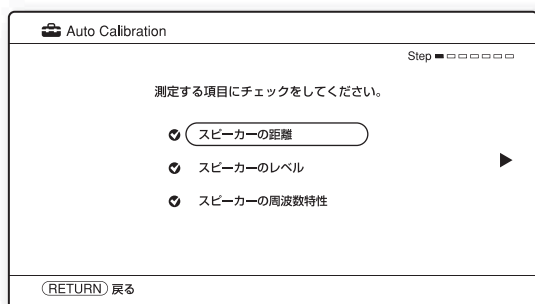 Auto Calibration
Step
測定する項目にチェックをしてください。
スピーカーの距離
スピーカーのレベル
スピーカーの周波数特性
RETURN 戻る